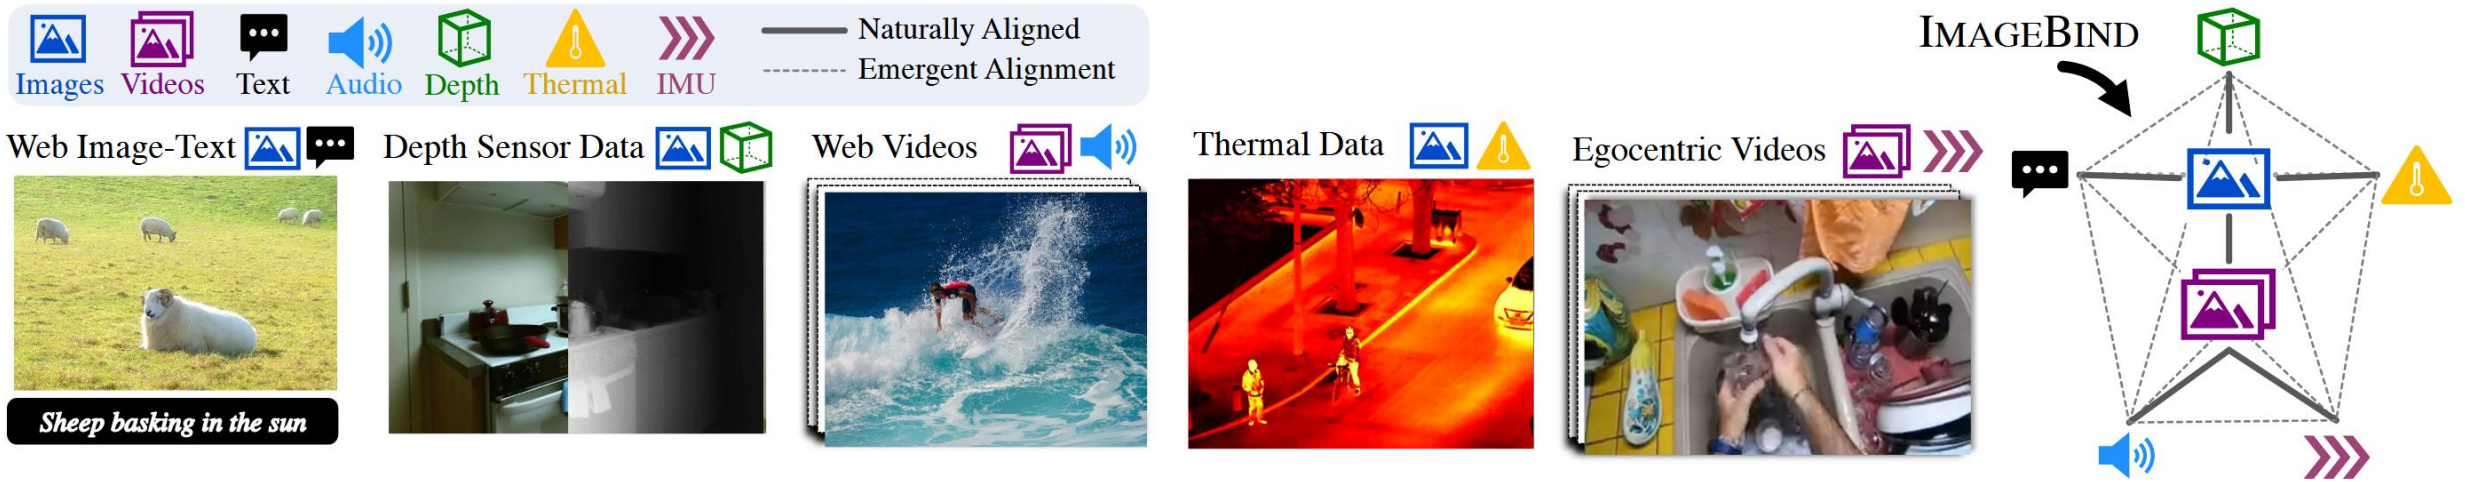 Images Videos Text Audio Depth Thermal IMU
Naturally Aligned
Emergent Alignment
IMAGEBIND
Web Image-Text
Depth Sensor Data
Web Videos
Thermal Data
Egocentric Videos
Sheep basking in the sun